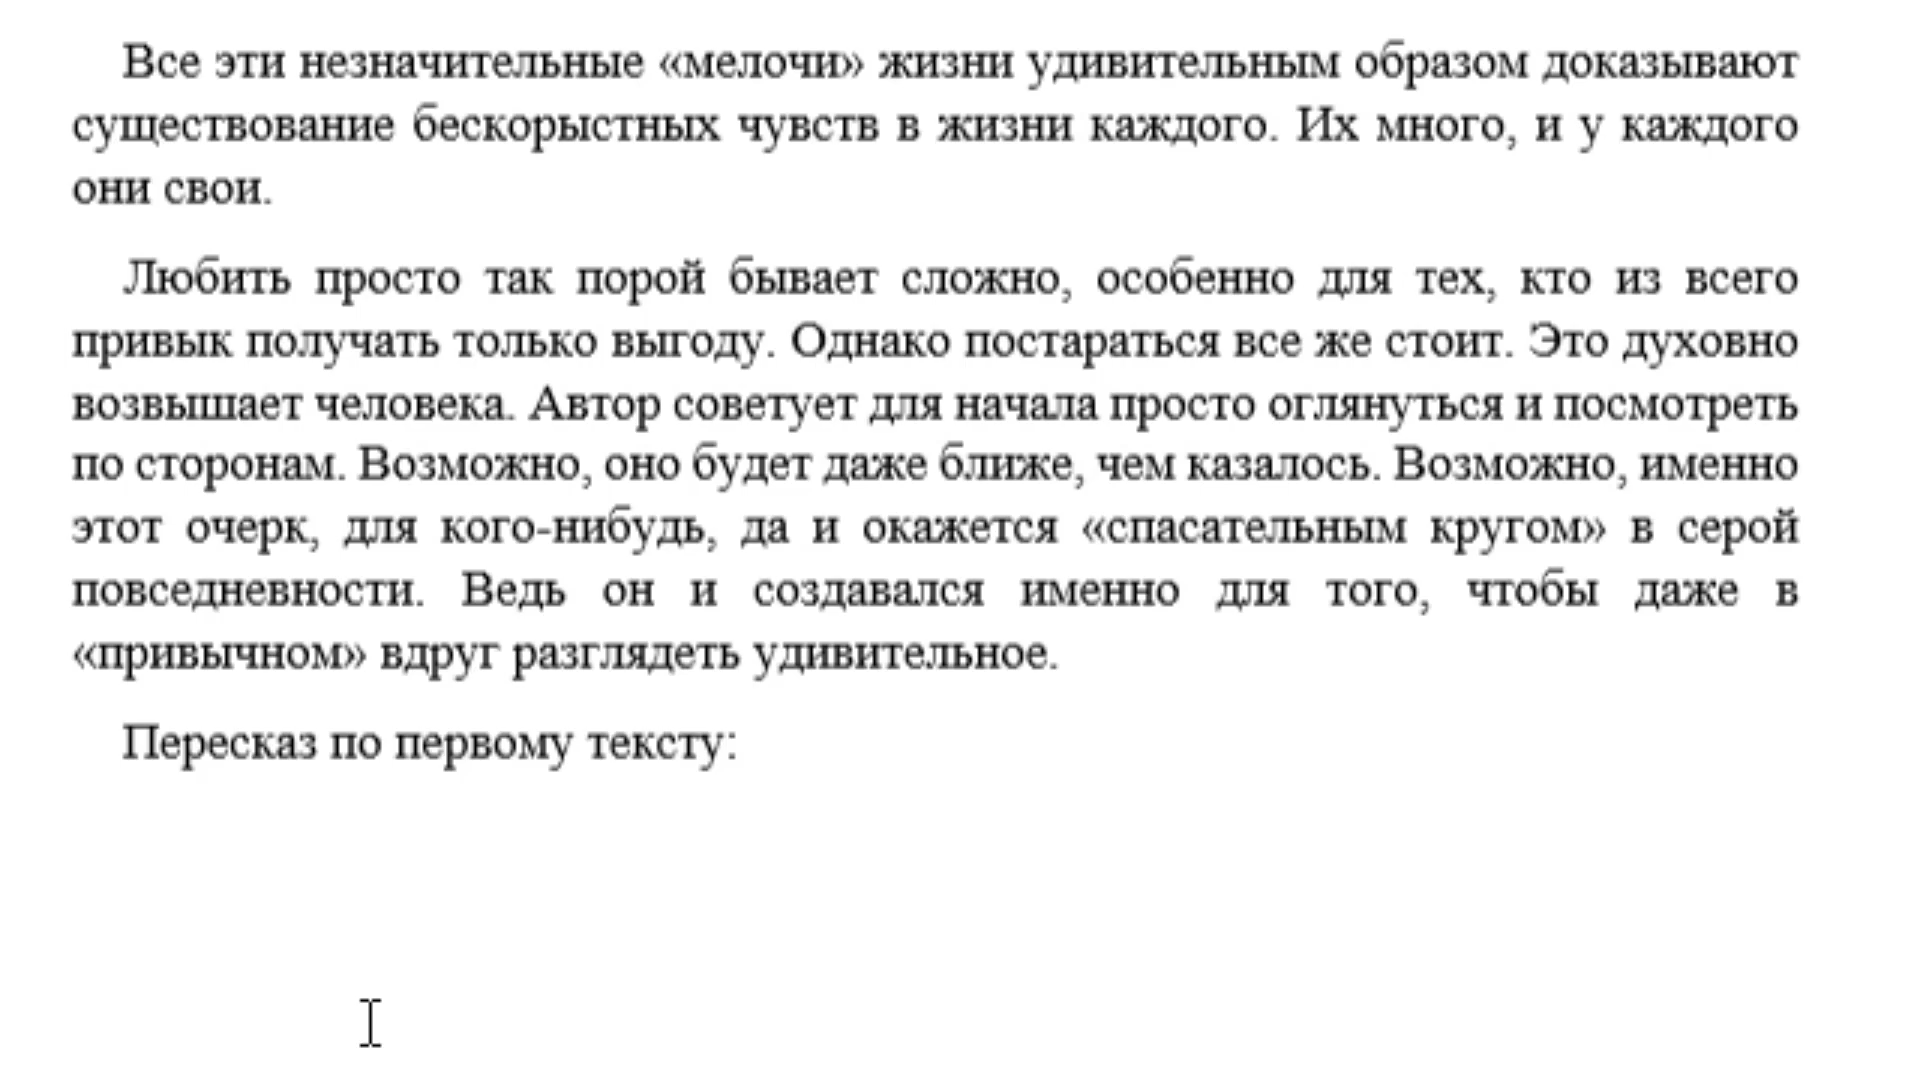 Все эти незначительные «мелочи» жизни удивительным образом доказывают
существование бескорыстных чувств в жизни каждого. Их много, и у каждого
они свои.
Любить просто так порой бывает сложно, особенно для тех, кто из всего
привык получать только выгоду. Однако постараться все же стоит. Это духовно
возвышает человека. Автор советует для начала просто оглянуться и посмотреть
по сторонам. Возможно, оно будет даже ближе, чем казалось. Возможно, именно
этот очерк, для кого-нибудь, да и окажется «спасательным кругом» в серой
повседневности. Ведь он и создавался именно для того, чтобы даже в
«привычном» вдруг разглядеть удивительное.
Пересказ по первому тексту: